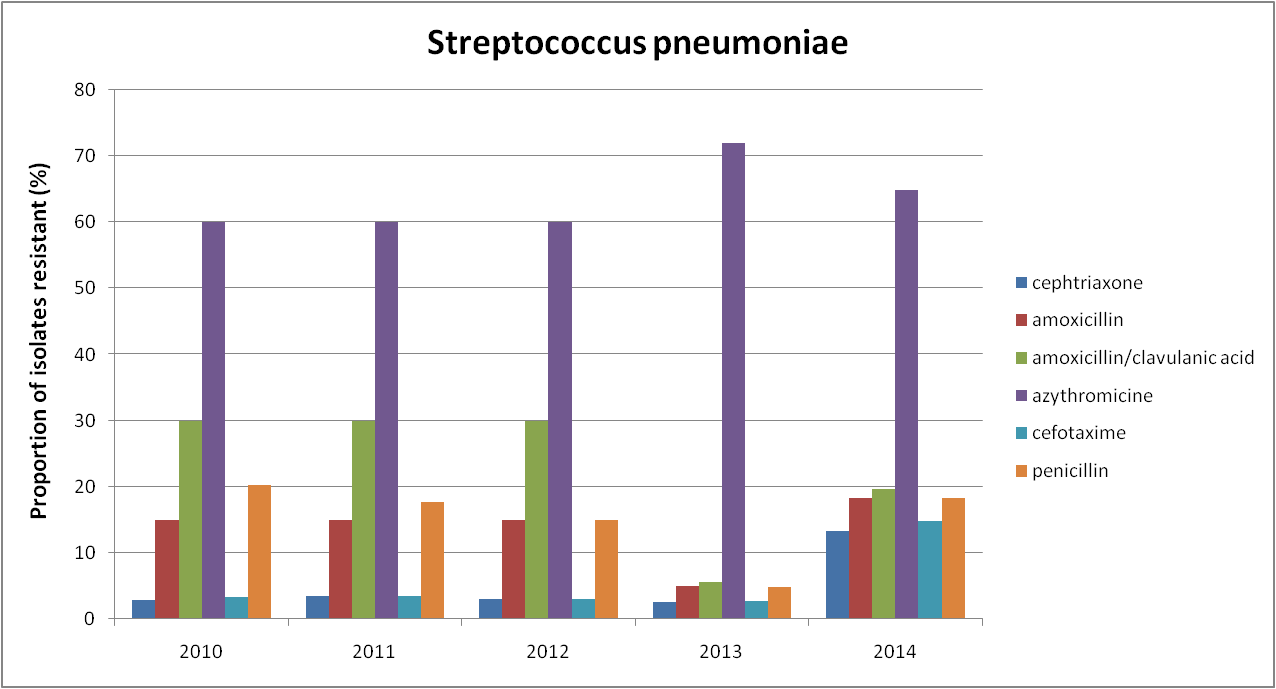 Streptococcus pneumoniae
Proportion of isolates resistant (%)
80
70
60
50
40
30
20
10
0
2010
2011
2012
2013
2014
cephtriaxone
amoxicillin
amoxicillin/clavulanic acid
azythromicine
cefotaxime
penicillin